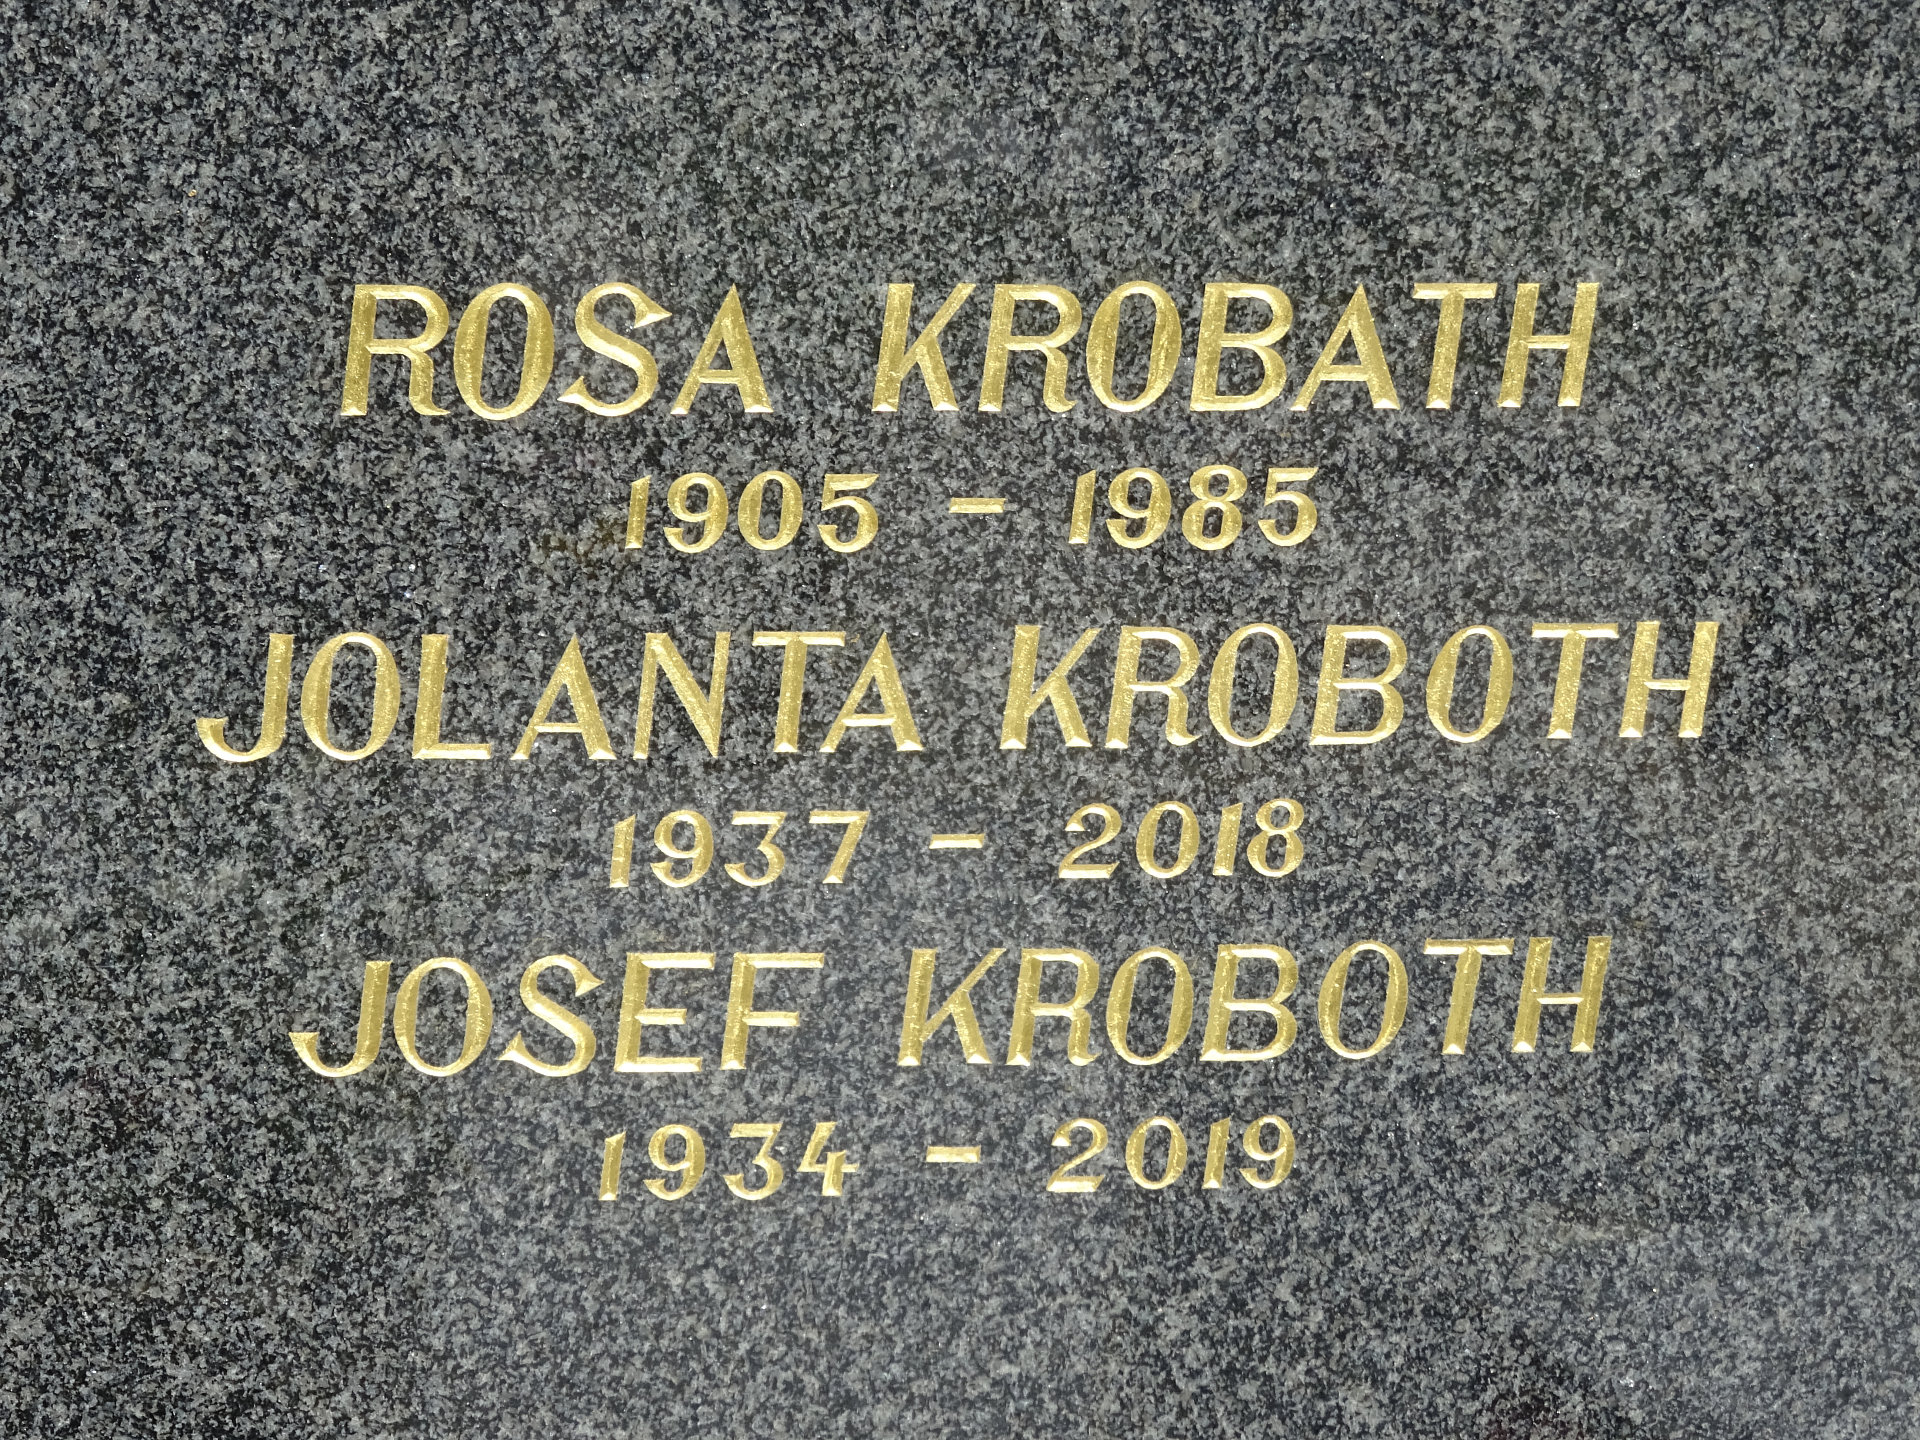 ROSA KROBATH
1905 - 1985
JOLANTA KROBOTH
1937 - 2018
JOSEF KROBOTH
1934 - 2019